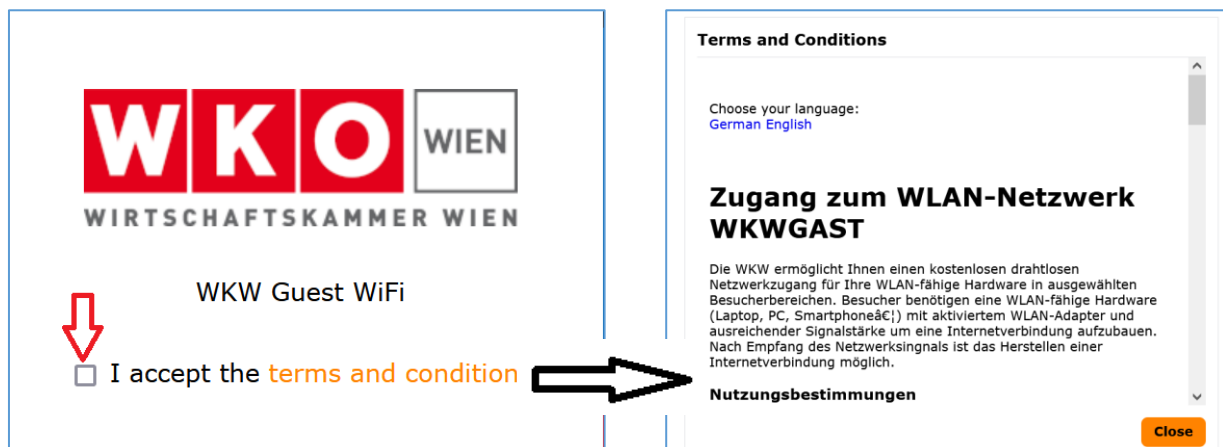 WKO WIEN
WIRTSCHAFTSKAMMER WIEN
WKW Guest WiFi
I accept the terms and condition
Terms and Conditions
Choose your language:
German English
Zugang zum WLAN-Netzwerk
WKWGAST
Die WKW ermöglicht Ihnen einen kostenlosen drahtlosen
Netzwerkzugang für Ihre WLAN-fähige Hardware in ausgewählten
Besucherbereichen. Besucher benötigen eine WLAN-fähige Hardware
(Laptop, PC, Smartphoneâ€¦) mit aktiviertem WLAN-Adapter und
ausreichender Signalstärke um eine Internetverbindung aufzubauen.
Nach Empfang des Netzwerksingnals ist das Herstellen einer
Internetverbindung möglich.
Nutzungsbestimmungen
Close